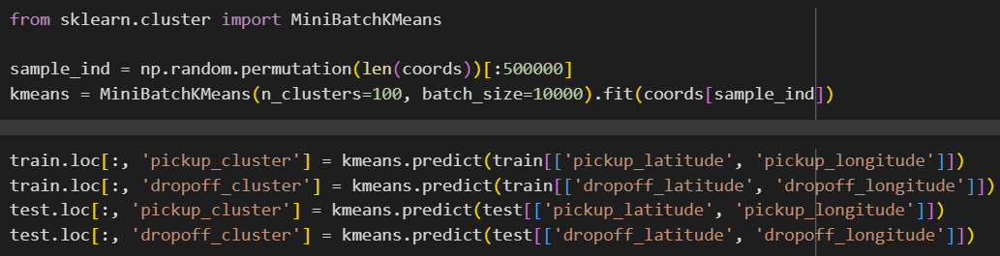 from sklearn.cluster import MiniBatchKMeans
sample_ind = np.random.permutation(len(coords))[:500000]
kmeans = MiniBatchKMeans(n_clusters=100, batch_size=10000).fit(coords[sample_ind])
train.loc[:, 'pickup_cluster'] = kmeans.predict(train[['pickup_latitude', 'pickup_longitude']])
train.loc[:, 'dropoff_cluster'] = kmeans.predict(train[['dropoff_latitude', 'dropoff_longitude']])
test.loc[:, 'pickup_cluster'] = kmeans.predict(test[['pickup_latitude', 'pickup_longitude']])
test.loc[:, 'dropoff_cluster'] = kmeans.predict(test[['dropoff_latitude', 'dropoff_longitude']])